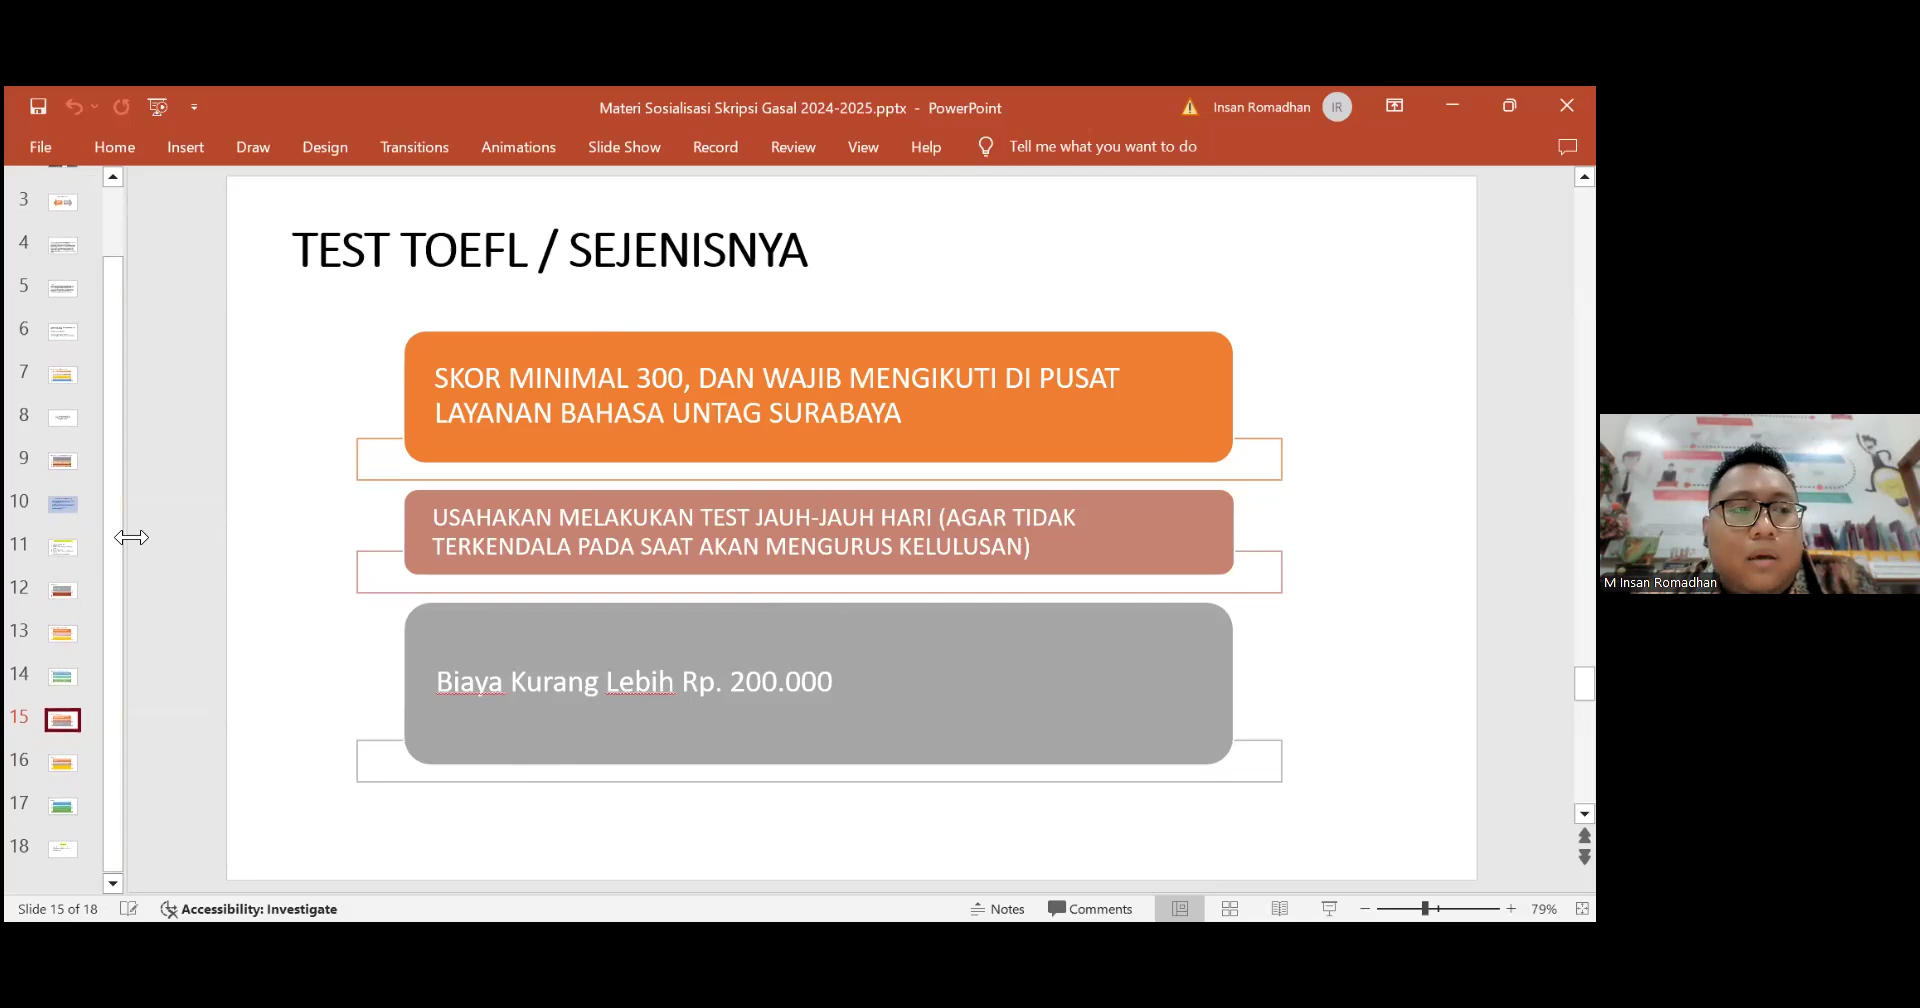 Materi Sosialisasi Skripsi Gasal 2024-2025.pptx - PowerPoint
Insan Romadhan
IR
File Home Insert Draw Design Transitions Animations Slide Show Record Review View Help Tell me what you want to do
3
4
5
6
7
8
9
10
11
12
13
14
15
16
17
18
TEST TOEFL / SEJENISNYA
SKOR MINIMAL 300, DAN WAJIB MENGIKUTI DI PUSAT
LAYANAN BAHASA UNTAG SURABAYA
USAHAKAN MELAKUKAN TEST JAUH-JAUH HARI (AGAR TIDAK
TERKENDALA PADA SAAT AKAN MENGURUS KELULUSAN)
Biaya Kurang Lebih Rp. 200.000
M Insan Romadhan
Slide 15 of 18 Accessibility: Investigate Notes Comments 79%